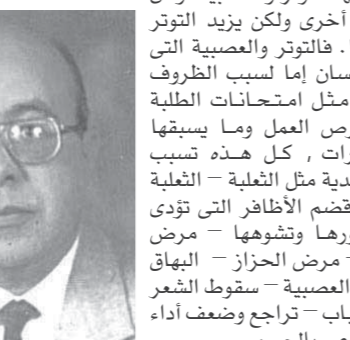 أخرى ولكن يزيد التوتر
. فالتوتر والعصبية التى
سان إما لسبب الظروف
مثل امتحانات الطلبة
رص العمل وما يسبقها
رات , كل هذه تسبب
دية مثل الثعلبة – الثعلبة
قضم الأظافر التى تؤدى
ورها وتشوهها – مرض
- مرض الحزاز – البهاق
العصبية – سقوط الشعر
باب – تراجع وضعف أداء